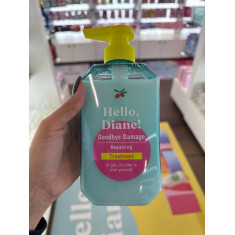 Hello,
Diane!
Goodbye Damage
Repairing
Treatment